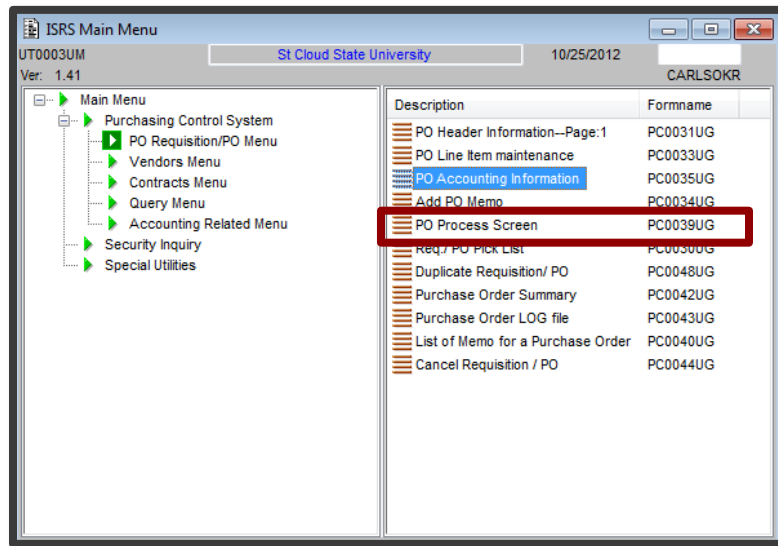 ISRS Main Menu
UT0003UM St Cloud State University 10/25/2012
Ver: 1.41 CARLSOKR
Main Menu
Purchasing Control System
PO Requisition/PO Menu
Vendors Menu
Contracts Menu
Query Menu
Accounting Related Menu
Security Inquiry
Special Utilities
Description Formname
PO Header Information--Page:1 PC0031UG
PO Line Item maintenance PC0033UG
PO Accounting Information PC0035UG
Add PO Memo PC0034UG
PO Process Screen PC0039UG
Req./ PO Pick List PC0030UG
Duplicate Requisition/ PO PC0048UG
Purchase Order Summary PC0042UG
Purchase Order LOG file PC0043UG
List of Memo for a Purchase Order PC0040UG
Cancel Requisition / PO PC0044UG